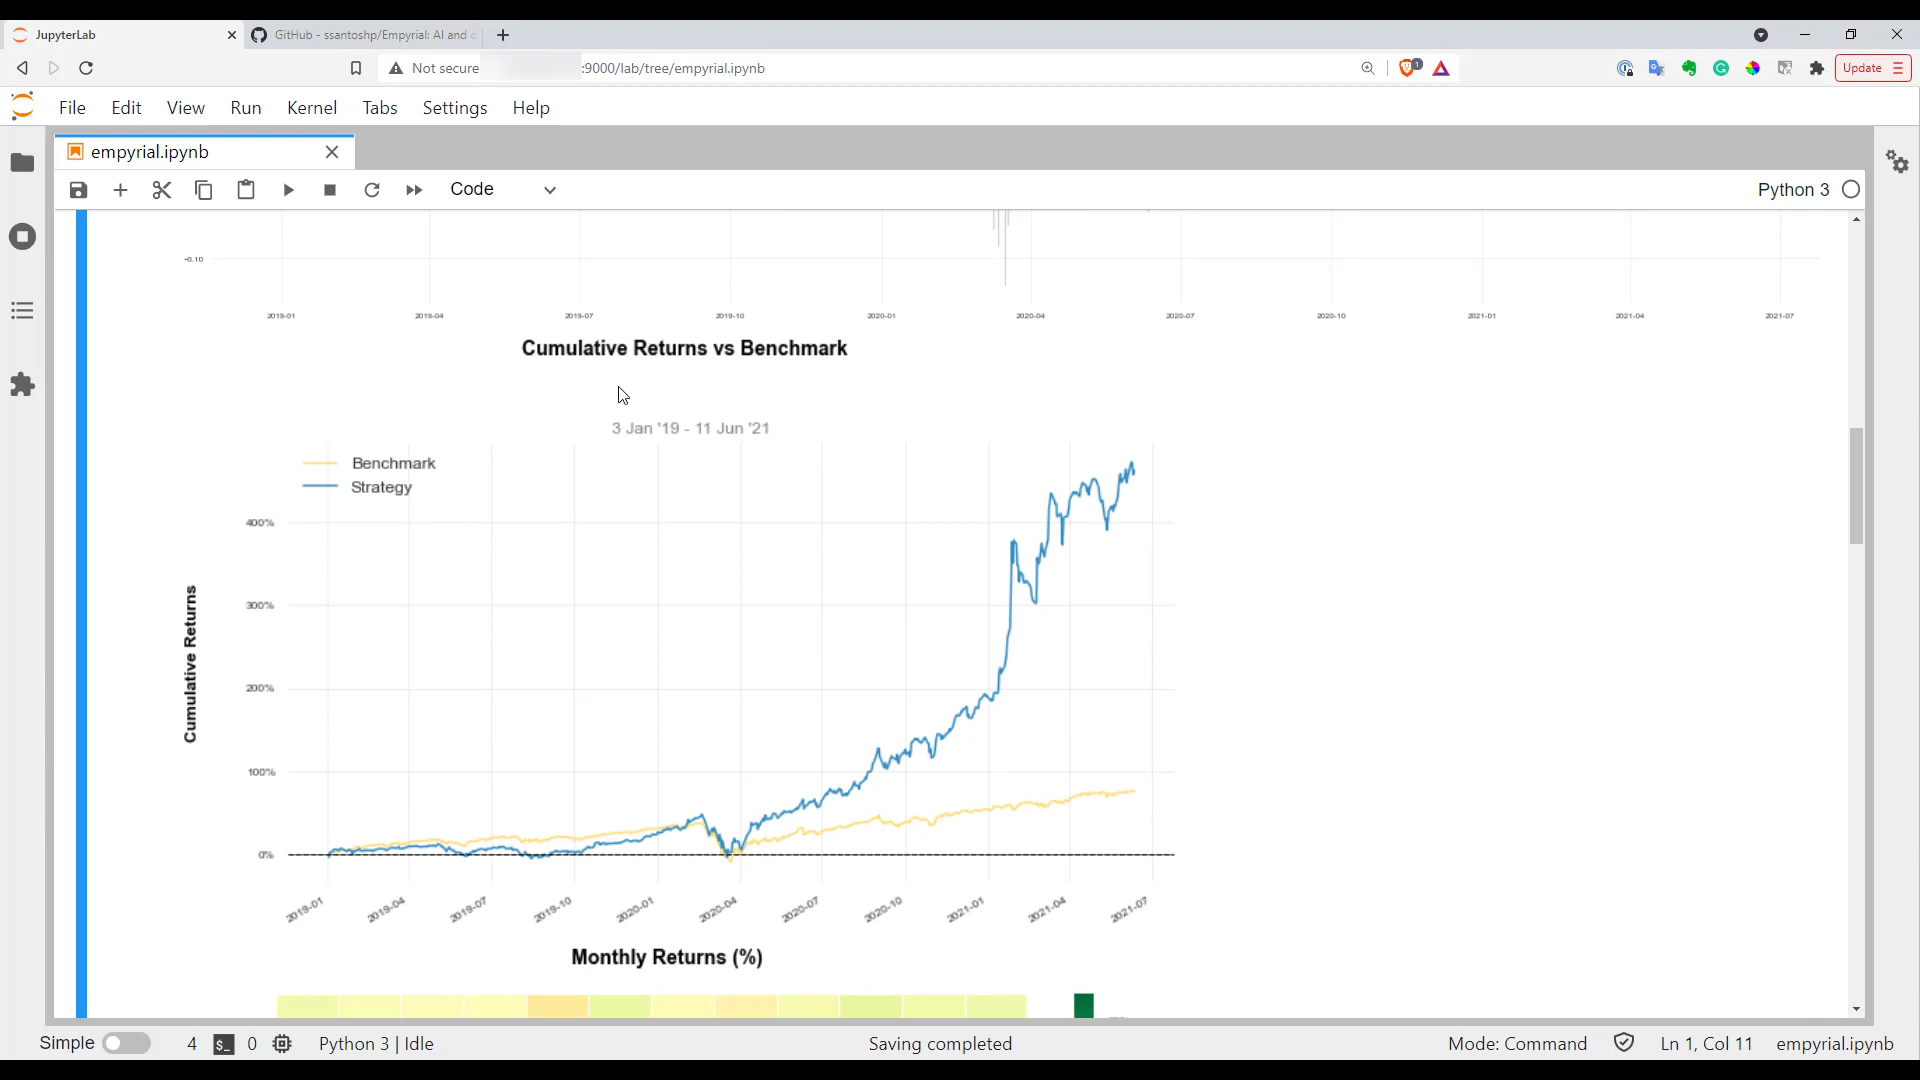 JupyterLab
GitHub - ssantoshp/Empyrial: AI and
Not secure :9000/lab/tree/empyrial.ipynb
Update
File Edit View Run Kernel Tabs Settings Help
empyrial.ipynb
Code
Python 3
-0.10
2019-01 2019-04 2019-07 2019-10 2020-01 2020-04 2020-07 2020-10 2021-01 2021-04 2021-07
Cumulative Returns vs Benchmark
3 Jan '19 - 11 Jun '21
Benchmark
Strategy
400%
300%
200%
100%
0%
Cumulative Returns
2019-01 2019-04 2019-07 2019-10 2020-01 2020-04 2020-07 2020-10 2021-01 2021-04 2021-07
Monthly Returns (%)
Simple 4 $_ 0 Python 3 | Idle Saving completed Mode: Command Ln 1, Col 11 empyrial.ipynb